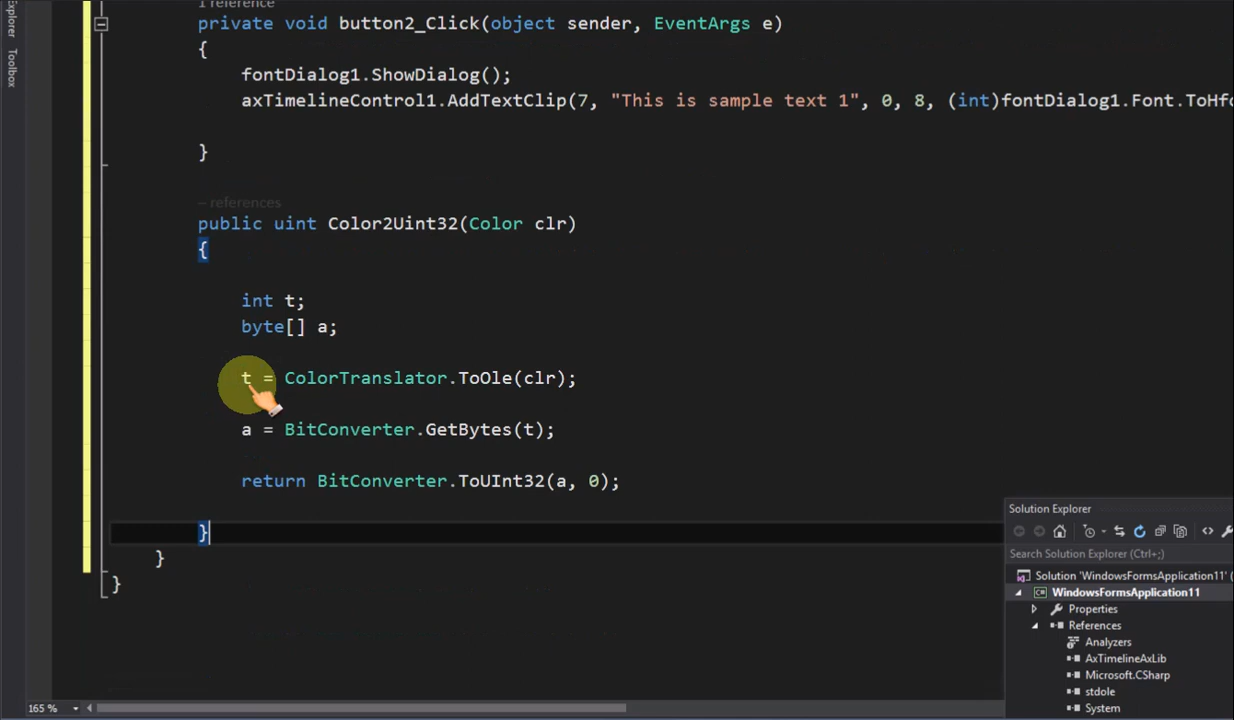 Explorer
Toolbox
1 reference
private void button2_Click(object sender, EventArgs e)
{
fontDialog1.ShowDialog();
axTimelineControl1.AddTextClip(7, "This is sample text 1", 0, 8, (int)fontDialog1.Font.ToHfo
}
– references
public uint Color2Uint32(Color clr)
{
int t;
byte[] a;
t = ColorTranslator.ToOle(clr);
a = BitConverter.GetBytes(t);
return BitConverter.ToUInt32(a, 0);
}
}
}
Solution Explorer
Search Solution Explorer (Ctrl+;)
Solution 'WindowsFormsApplication11' (
WindowsFormsApplication11
Properties
References
Analyzers
AxTimelineAxLib
Microsoft.CSharp
stdole
System
165 %